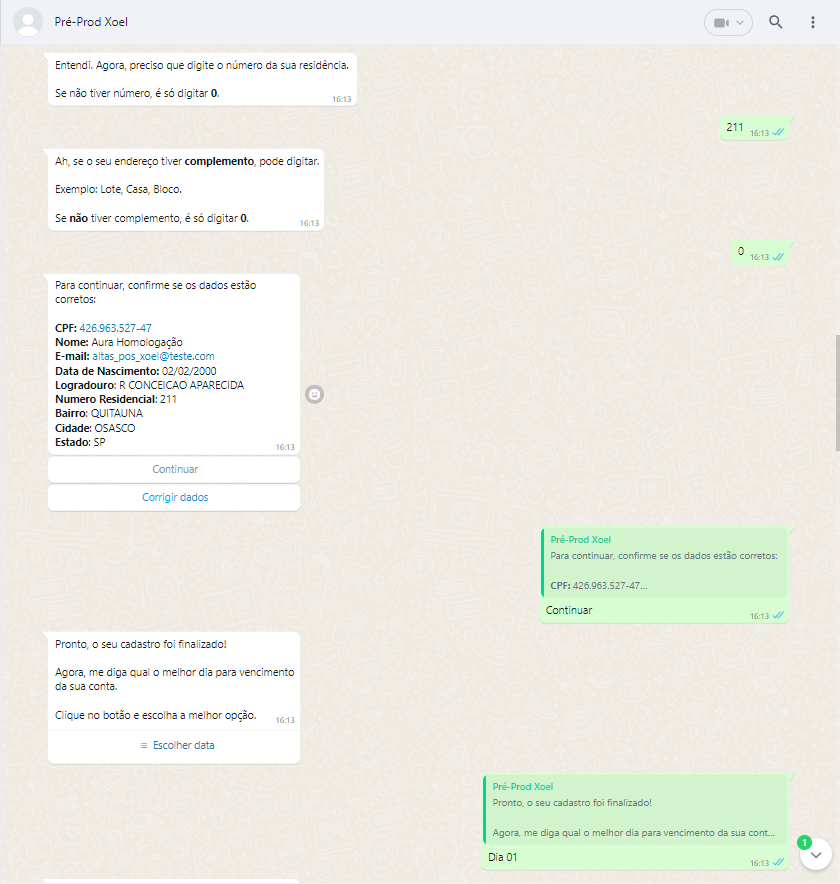 Pré-Prod Xoel
Entendi. Agora, preciso que digite o número da sua residência.
Se não tiver número, é só digitar 0.
16:13
211
16:13
Ah, se o seu endereço tiver complemento, pode digitar.
Exemplo: Lote, Casa, Bloco.
Se não tiver complemento, é só digitar 0.
16:13
0
16:13
Para continuar, confirme se os dados estão
corretos:
CPF: 426.963.527-47
Nome: Aura Homologação
E-mail: altas_pos_xoel@teste.com
Data de Nascimento: 02/02/2000
Logradouro: R CONCEICAO APARECIDA
Numero Residencial: 211
Bairro: QUITAUNA
Cidade: OSASCO
Estado: SP
16:13
Continuar
Corrigir dados
Pré-Prod Xoel
Para continuar, confirme se os dados estão corretos:
CPF: 426.963.527-47...
Continuar
16:13
Pronto, o seu cadastro foi finalizado!
Agora, me diga qual o melhor dia para vencimento
da sua conta.
Clique no botão e escolha a melhor opção.
16:13
Escolher data
Pré-Prod Xoel
Pronto, o seu cadastro foi finalizado!
Agora, me diga qual o melhor dia para vencimento da sua cont...
Dia 01
16:13
1